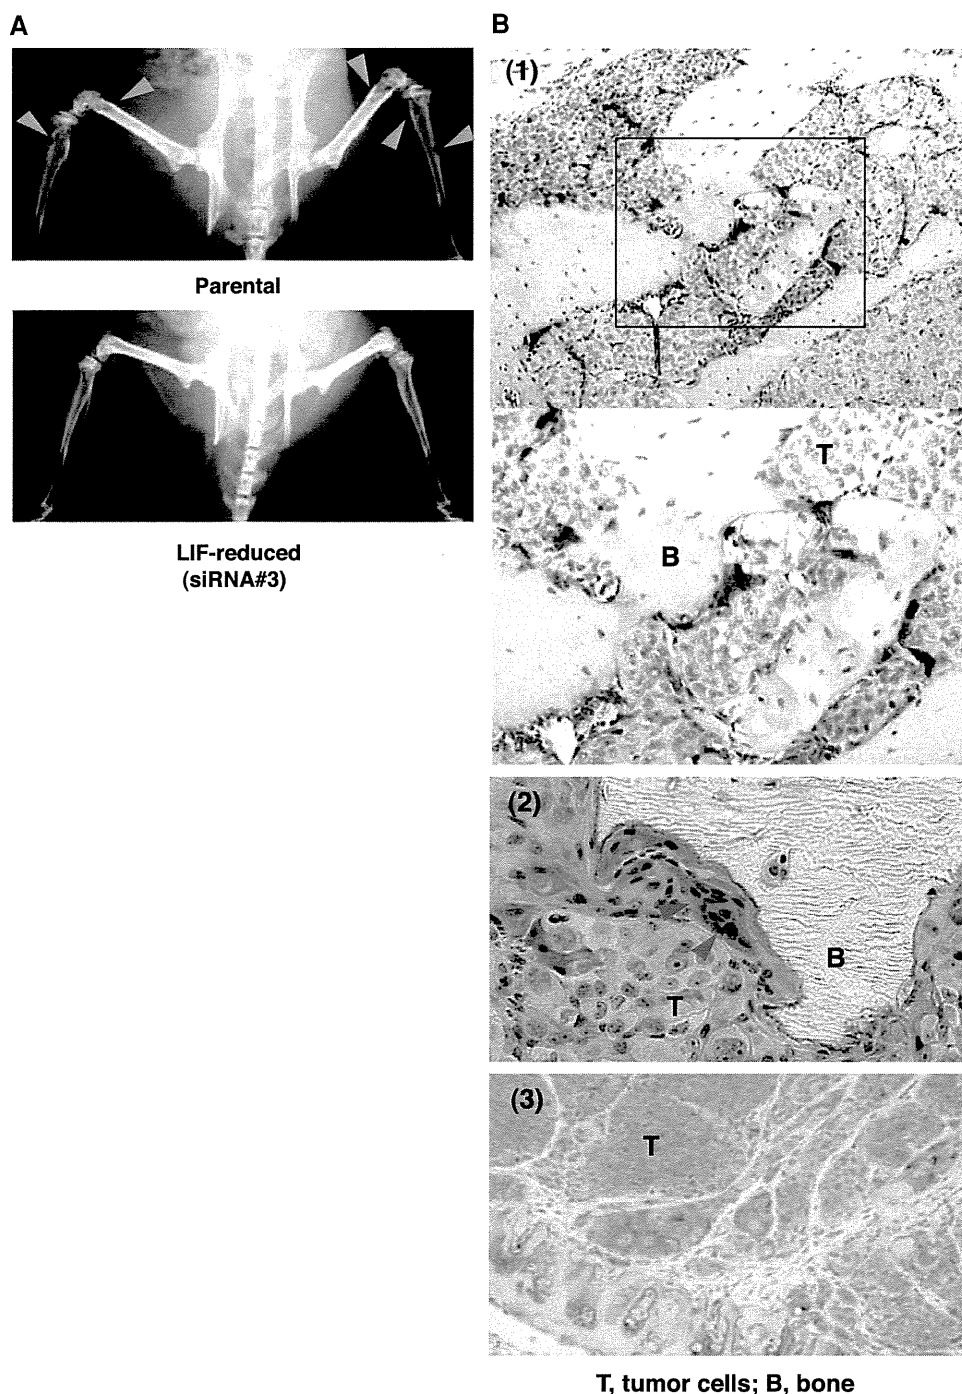 A
B
Parental
LIF-reduced
(siRNA#3)
(1)
T
B
(2)
B
T
(3)
T
T, tumor cells; B, bone